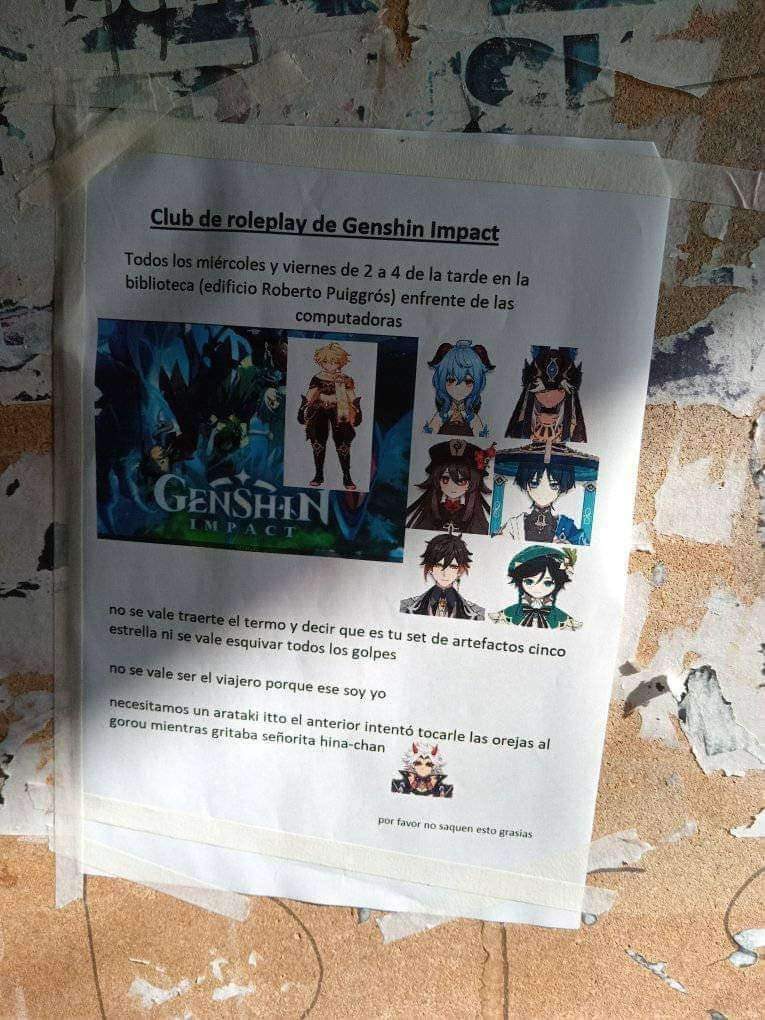 Club de roleplay de Genshin Impact
Todos los miércoles y viernes de 2 a 4 de la tarde en la
biblioteca (edificio Roberto Puiggrós) enfrente de las
computadoras
GENSHIN
IMPACT
no se vale traerte el termo y decir que es tu set de artefactos cinco
estrella ni se vale esquivar todos los golpes
no se vale ser el viajero porque ese soy yo
necesitamos un arataki itto el anterior intentó tocarle las orejas al
gorou mientras gritaba señorita hina-chan
por favor no saquen esto grasias